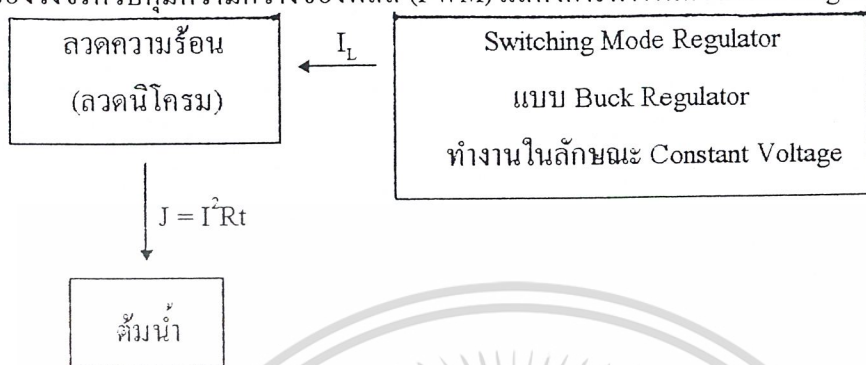 (PWM)
ลวดความร้อน
(ลวดนิโครม)
I_L
Switching Mode Regulator
แบบ Buck Regulator
ทำงานในลักษณะ Constant Voltage
J = I²Rt
ต้มน้ำ